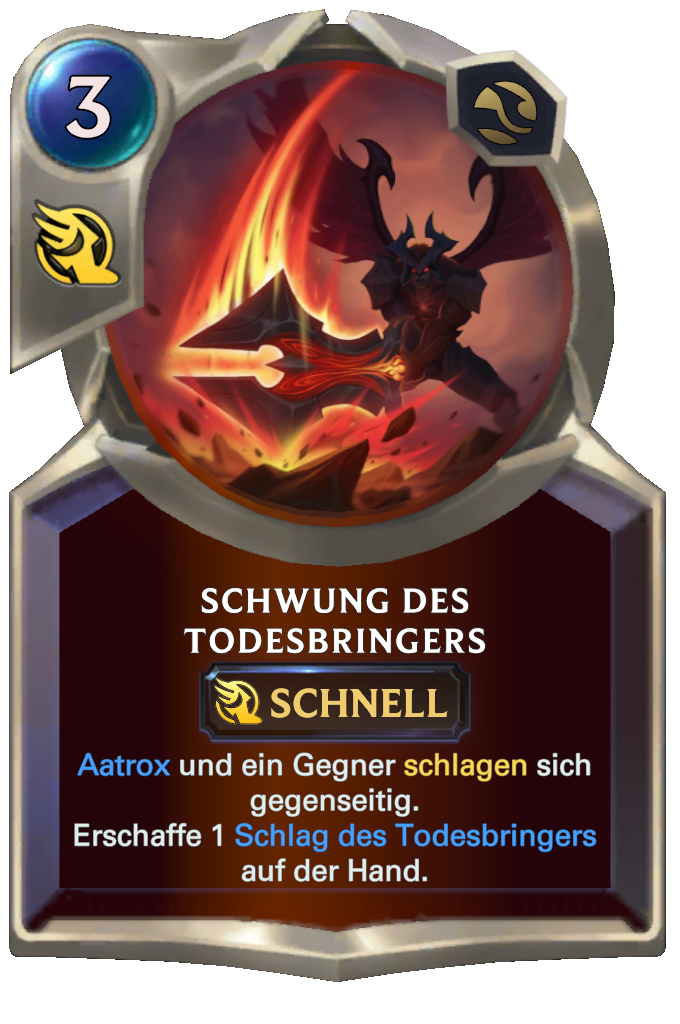 3
SCHWUNG DES
TODESBRINGERS
SCHNELL
Aatrox und ein Gegner schlagen sich
gegenseitig.
Erschaffe 1 Schlag des Todesbringers
auf der Hand.